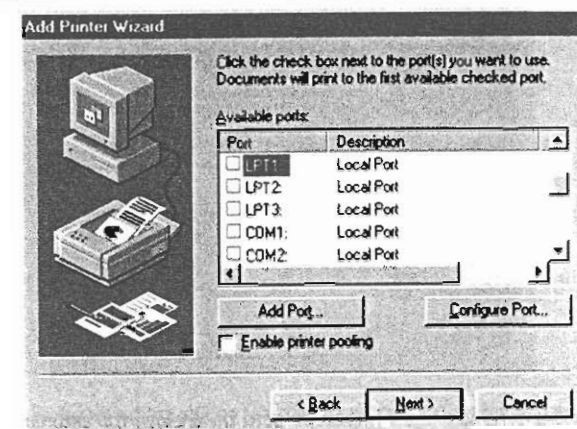 Add Printer Wizard
Click the check box next to the port(s) you want to use.
Documents will print to the first available checked port.
Available ports:
Port Description
LPT1: Local Port
LPT2: Local Port
LPT3: Local Port
COM1: Local Port
COM2: Local Port
Add Port... Configure Port...
Enable printer pooling
< Back Next > Cancel